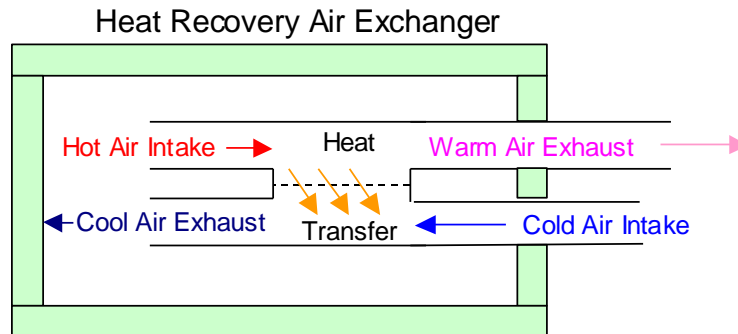 Heat Recovery Air Exchanger
Hot Air Intake
Heat
Warm Air Exhaust
Cool Air Exhaust
Transfer
Cold Air Intake